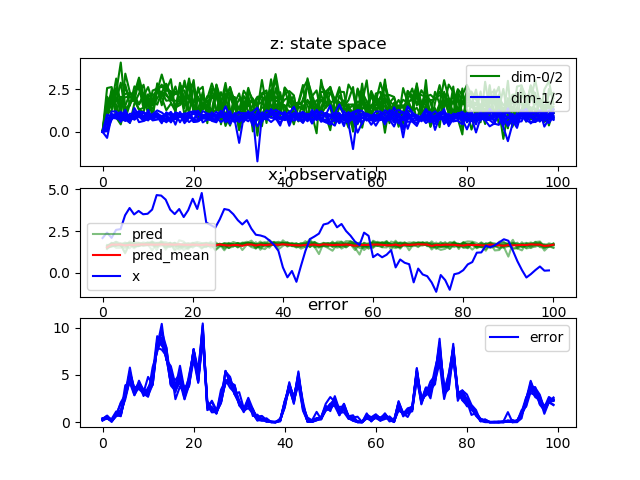 z: state space
2.5
0.0
dim-0/2
dim-1/2
0 20 40 60 80 100
x: observation
5.0
2.5
0.0
pred
pred_mean
x
0 20 40 60 80 100
error
10
5
0
error
0 20 40 60 80 100